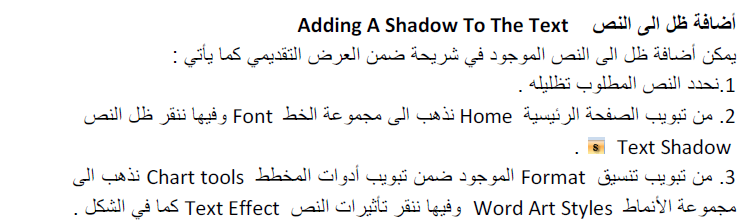 أضافة ظل الى النص Adding A Shadow To The Text
يمكن أضافة ظل الى النص الموجود في شريحة ضمن العرض التقديمي كما يأتي :
1.نحدد النص المطلوب تظليله .
2. من تبويب الصفحة الرئيسية Home نذهب الى مجموعة الخط Font وفيها ننقر ظل النص
Text Shadow S .
3. من تبويب تنسيق Format الموجود ضمن تبويب أدوات المخطط Chart tools نذهب الى
مجموعة الأنماط Word Art Styles وفيها ننقر تأثيرات النص Text Effect كما في الشكل .